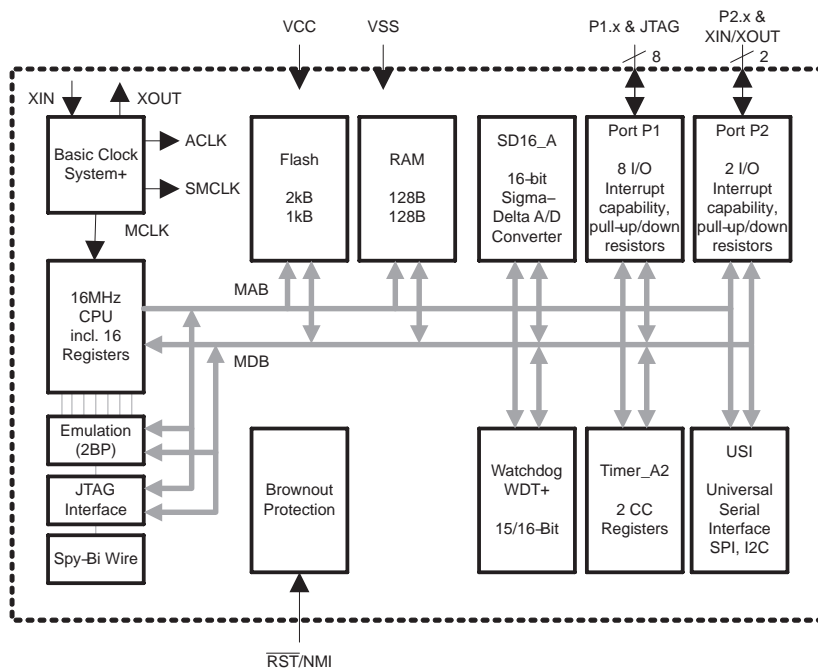 VCC
VSS
P1.x & JTAG
8
P2.x &
XIN/XOUT
2
XIN
XOUT
Basic Clock
System+
ACLK
SMCLK
MCLK
Flash
2kB
1kB
RAM
128B
128B
SD16_A
16-bit
Sigma-
Delta A/D
Converter
Port P1
8 I/O
Interrupt
capability,
pull-up/down
resistors
Port P2
2 I/O
Interrupt
capability,
pull-up/down
resistors
16MHz
CPU
incl. 16
Registers
MAB
MDB
Emulation
(2BP)
JTAG
Interface
Spy-Bi Wire
Brownout
Protection
Watchdog
WDT+
15/16-Bit
Timer_A2
2 CC
Registers
USI
Universal
Serial
Interface
SPI, I2C
RST/NMI